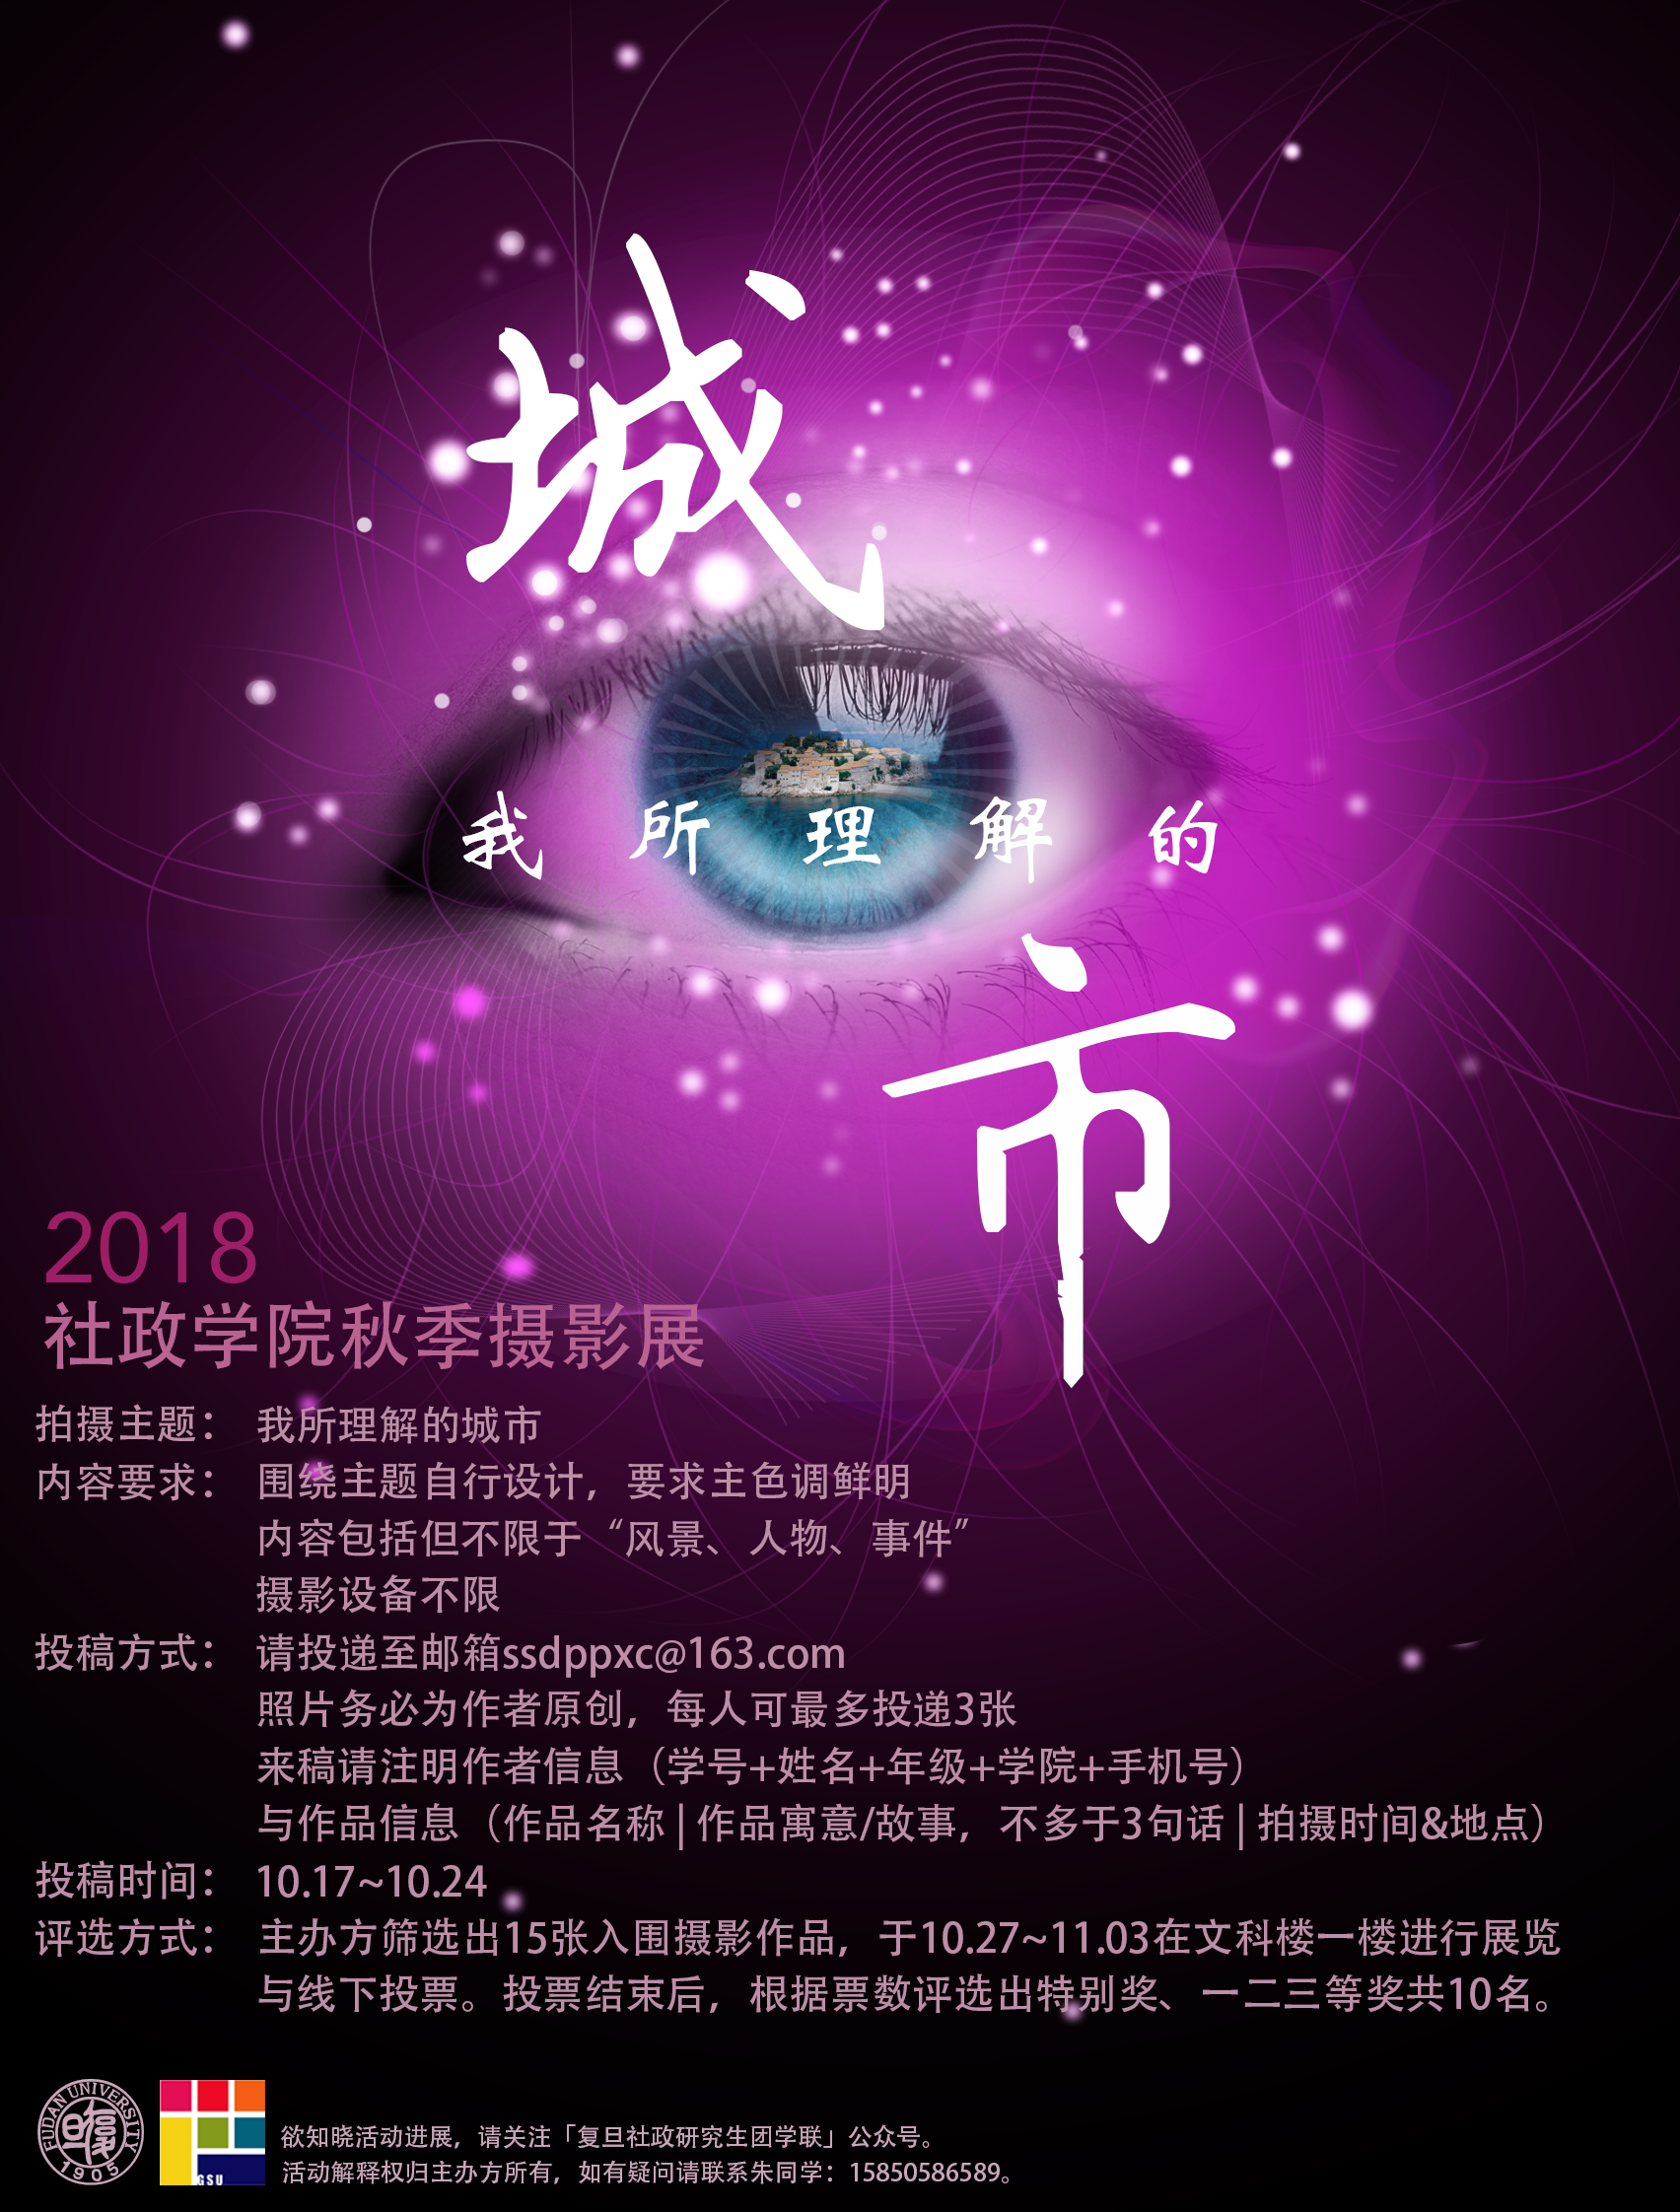 城
我所理解的
市
2018
社政学院秋季摄影展
拍摄主题： 我所理解的城市
内容要求： 围绕主题自行设计，要求主色调鲜明
内容包括但不限于“风景、人物、事件”
摄影设备不限
投稿方式： 请投递至邮箱ssdppxc@163.com
照片务必为作者原创，每人可最多投递3张
来稿请注明作者信息（学号+姓名+年级+学院+手机号）
与作品信息（作品名称|作品寓意/故事，不多于3句话|拍摄时间&地点）
投稿时间： 10.17~10.24
评选方式： 主办方筛选出15张入围摄影作品，于10.27~11.03在文科楼一楼进行展览
与线下投票。投票结束后，根据票数评选出特别奖、一二三等奖共10名。
FUDAN UNIVERSITY
1905
GSU
欲知晓活动进展，请关注「复旦社政研究生团学联」公众号。
活动解释权归主办方所有，如有疑问请联系朱同学：15850586589。